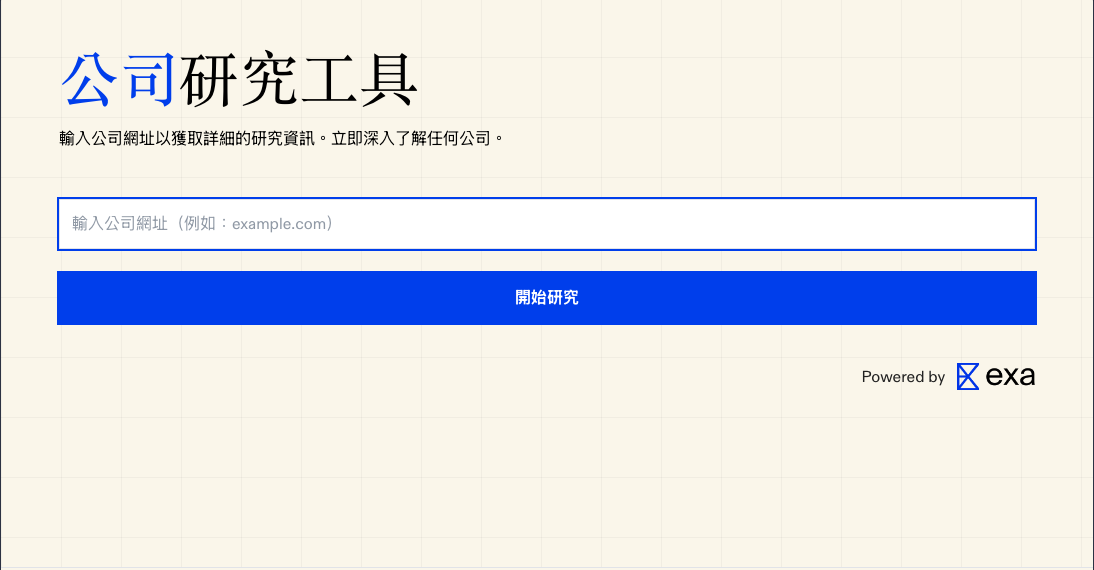 公司研究工具
輸入公司網址以獲取詳細的研究資訊。立即深入了解任何公司。
輸入公司網址（例如：example.com）
開始研究
Powered by exa